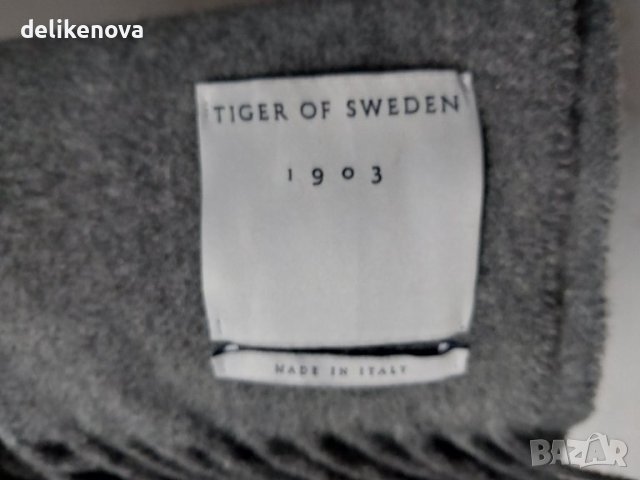 delikenova
TIGER OF SWEDEN
1903
MADE IN ITALY
BAZAR